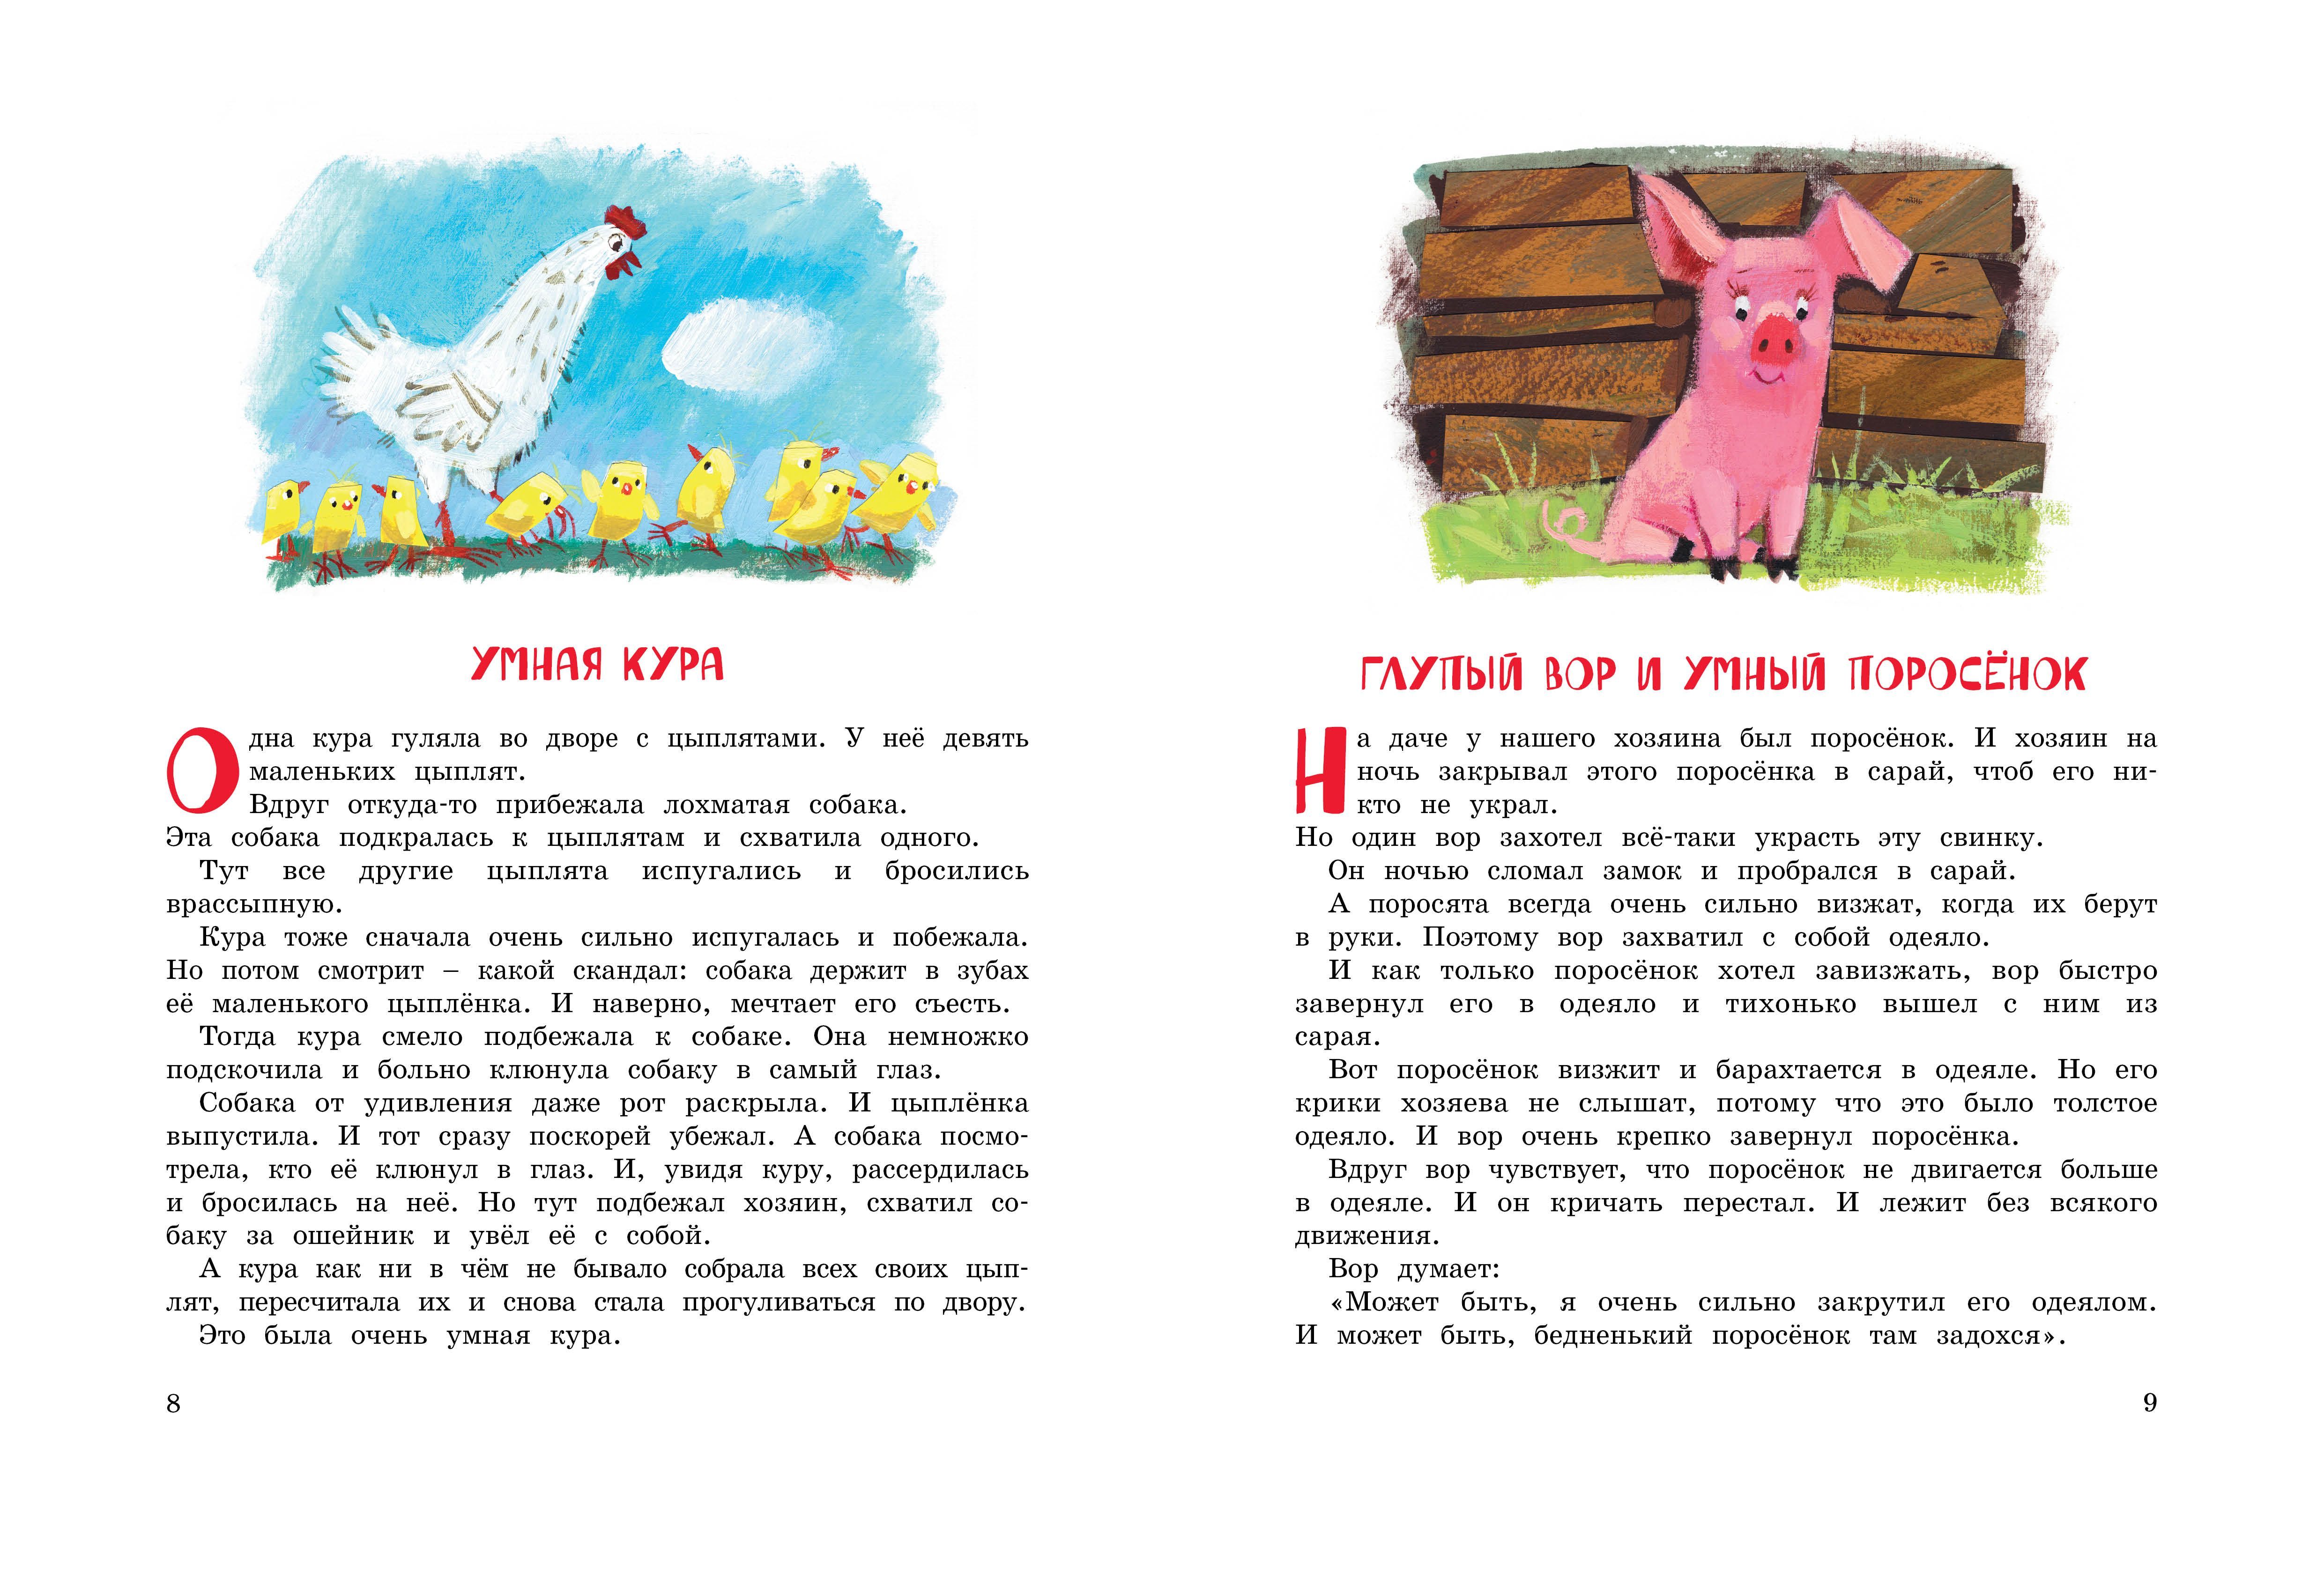 УМНАЯ КУРА
Одна кура гуляла во дворе с цыплятами. У неё девять
маленьких цыплят.
Вдруг откуда-то прибежала лохматая собака.
Эта собака подкралась к цыплятам и схватила одного.
Тут все другие цыплята испугались и бросились
врассыпную.
Кура тоже сначала очень сильно испугалась и побежала.
Но потом смотрит – какой скандал: собака держит в зубах
её маленького цыплёнка. И наверно, мечтает его съесть.
Тогда кура смело подбежала к собаке. Она немножко
подскочила и больно клюнула собаку в самый глаз.
Собака от удивления даже рот раскрыла. И цыплёнка
выпустила. И тот сразу поскорей убежал. А собака посмо-
трела, кто её клюнул в глаз. И, увидя куру, рассердилась
и бросилась на неё. Но тут подбежал хозяин, схватил со-
баку за ошейник и увёл её с собой.
А кура как ни в чём не бывало собрала всех своих цып-
лят, пересчитала их и снова стала прогуливаться по двору.
Это была очень умная кура.
8
ГЛУПЫЙ ВОР И УМНЫЙ ПОРОСЁНОК
На даче у нашего хозяина был поросёнок. И хозяин на
ночь закрывал этого поросёнка в сарай, чтоб его ни-
кто не украл.
Но один вор захотел всё-таки украсть эту свинку.
Он ночью сломал замок и пробрался в сарай.
А поросята всегда очень сильно визжат, когда их берут
в руки. Поэтому вор захватил с собой одеяло.
И как только поросёнок хотел завизжать, вор быстро
завернул его в одеяло и тихонько вышел с ним из
сарая.
Вот поросёнок визжит и барахтается в одеяле. Но его
крики хозяева не слышат, потому что это было толстое
одеяло. И вор очень крепко завернул поросёнка.
Вдруг вор чувствует, что поросёнок не двигается больше
в одеяле. И он кричать перестал. И лежит без всякого
движения.
Вор думает:
«Может быть, я очень сильно закрутил его одеялом.
И может быть, бедненький поросёнок там задохся».
9